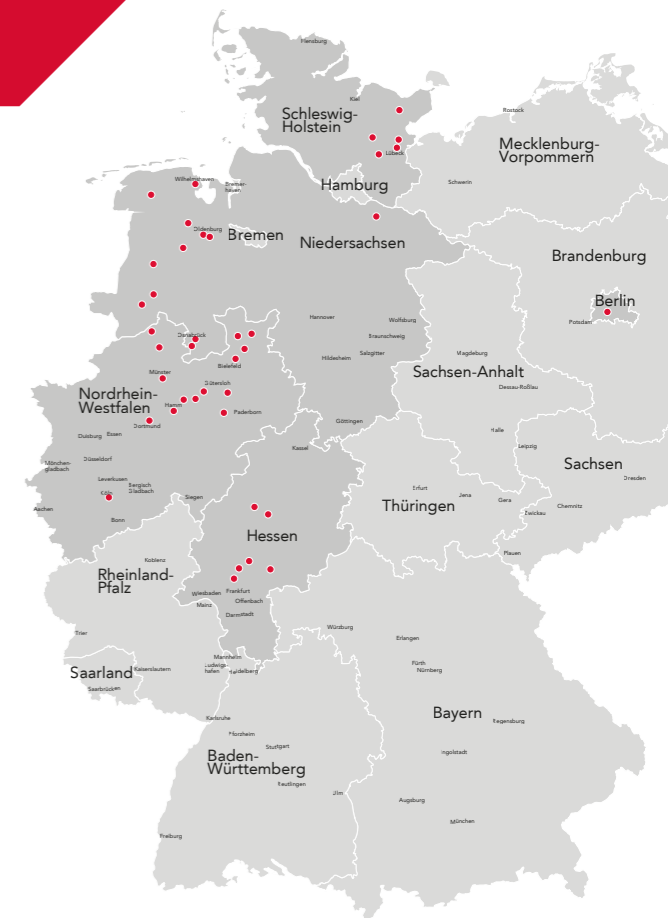 Flensburg
Kiel
Schleswig-
Holstein
Rostock
Lübeck
Mecklenburg-
Vorpommern
Schwerin
Hamburg
Wilhelmshaven
Bremer-
haven
Oldenburg
Bremen
Niedersachsen
Brandenburg
Berlin
Potsdam
Hannover
Wolfsburg
Braunschweig
Osnabrück
Hildesheim
Salzgitter
Magdeburg
Bielefeld
Münster
Sachsen-Anhalt
Gütersloh
Dessau-Roßlau
Nordrhein-
Westfalen
Hamm
Paderborn
Dortmund
Göttingen
Halle
Duisburg
Essen
Kassel
Leipzig
Düsseldorf
Mönchen-
gladbach
Sachsen
Leverkusen
Bergisch
Gladbach
Dresden
Köln
Siegen
Erfurt
Jena
Gera
Thüringen
Chemnitz
Zwickau
Aachen
Bonn
Hessen
Plauen
Koblenz
Rheinland-
Pfalz
Wiesbaden
Frankfurt
Offenbach
Mainz
Darmstadt
Würzburg
Trier
Erlangen
Mannheim
Ludwigs-
hafen
Heidelberg
Fürth
Nürnberg
Saarland
Kaiserslautern
Saarbrücken
Karlsruhe
Bayern
Regensburg
Pforzheim
Stuttgart
Baden-
Württemberg
Ingolstadt
Reutlingen
Ulm
Augsburg
München
Freiburg